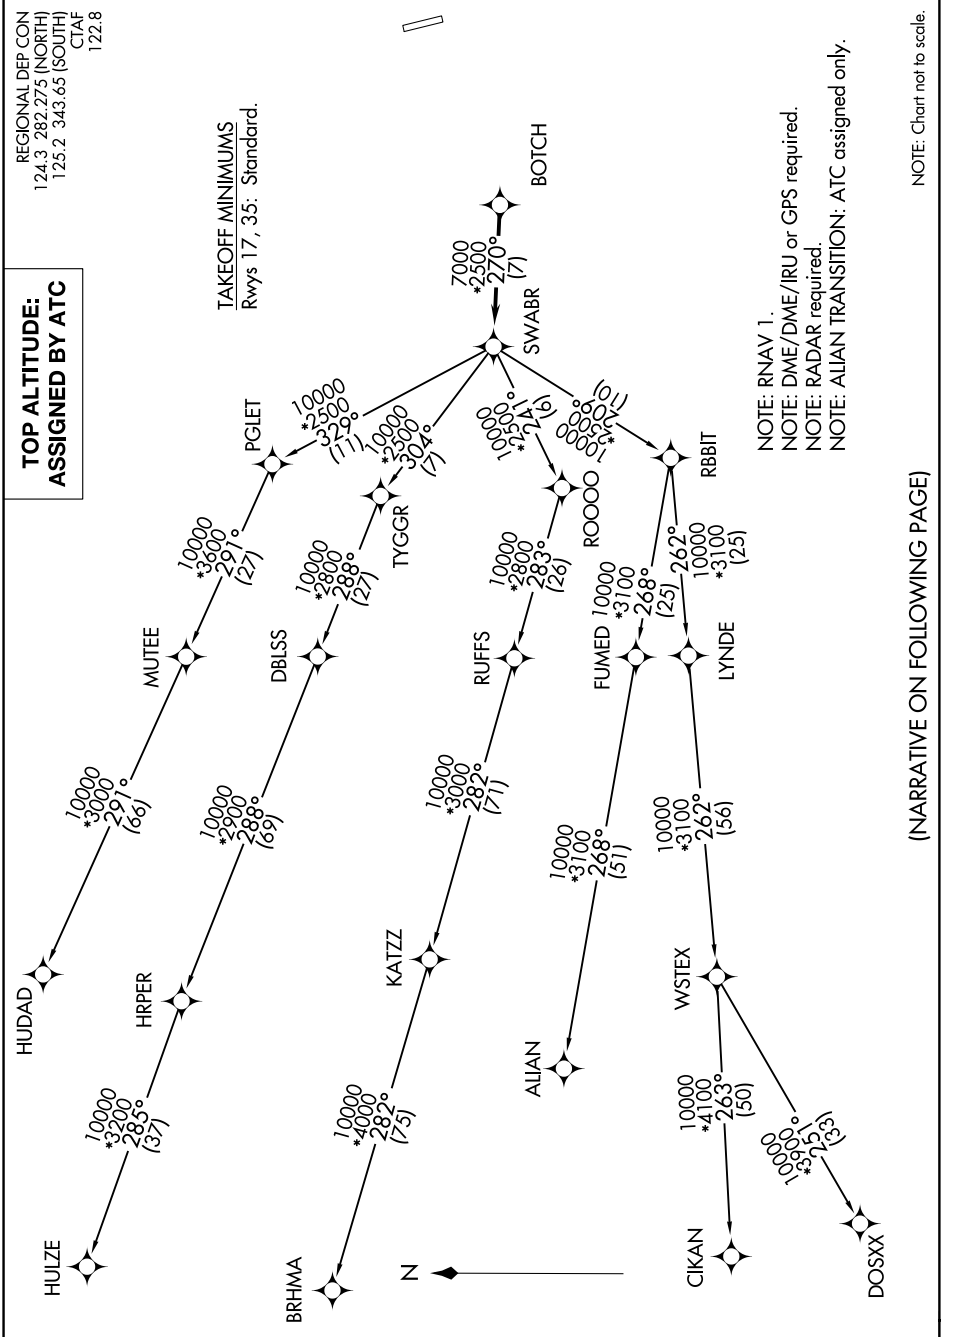 REGIONAL DEP CON
124.3 282.275 (NORTH)
125.2 343.65 (SOUTH)
CTAF
122.8
TOP ALTITUDE:
ASSIGNED BY ATC
TAKEOFF MINIMUMS
Rwys 17, 35: Standard.
BOTCH
7000
*2500
270°
(7)
SWABR
10000
*2500
329°
(11)
PGLET
10000
*3600
291°
(27)
MUTEE
10000
*3000
291°
(66)
HUDAD
10000
*2500
304°
(7)
TYGGR
10000
*2800
288°
(27)
DBLSS
10000
*2900
288°
(69)
HRPER
10000
*3200
285°
(37)
HULZE
10000
*2500
241°
(6)
ROOOO
10000
*2800
283°
(26)
RUFFS
10000
*3000
282°
(71)
KATZZ
10000
*4000
282°
(75)
BRHMA
10000
*2500
209°
(10)
RBBIT
10000
*3100
268°
(25)
FUMED
10000
*3100
268°
(51)
ALIAN
262°
10000
*3100
(25)
LYNDE
10000
*3100
262°
(56)
WSTEX
10000
*4100
263°
(50)
CIKAN
10000
*3900
251°
(33)
DOSXX
N
NOTE: RNAV 1.
NOTE: DME/DME/IRU or GPS required.
NOTE: RADAR required.
NOTE: ALIAN TRANSITION: ATC assigned only.
(NARRATIVE ON FOLLOWING PAGE)
NOTE: Chart not to scale.